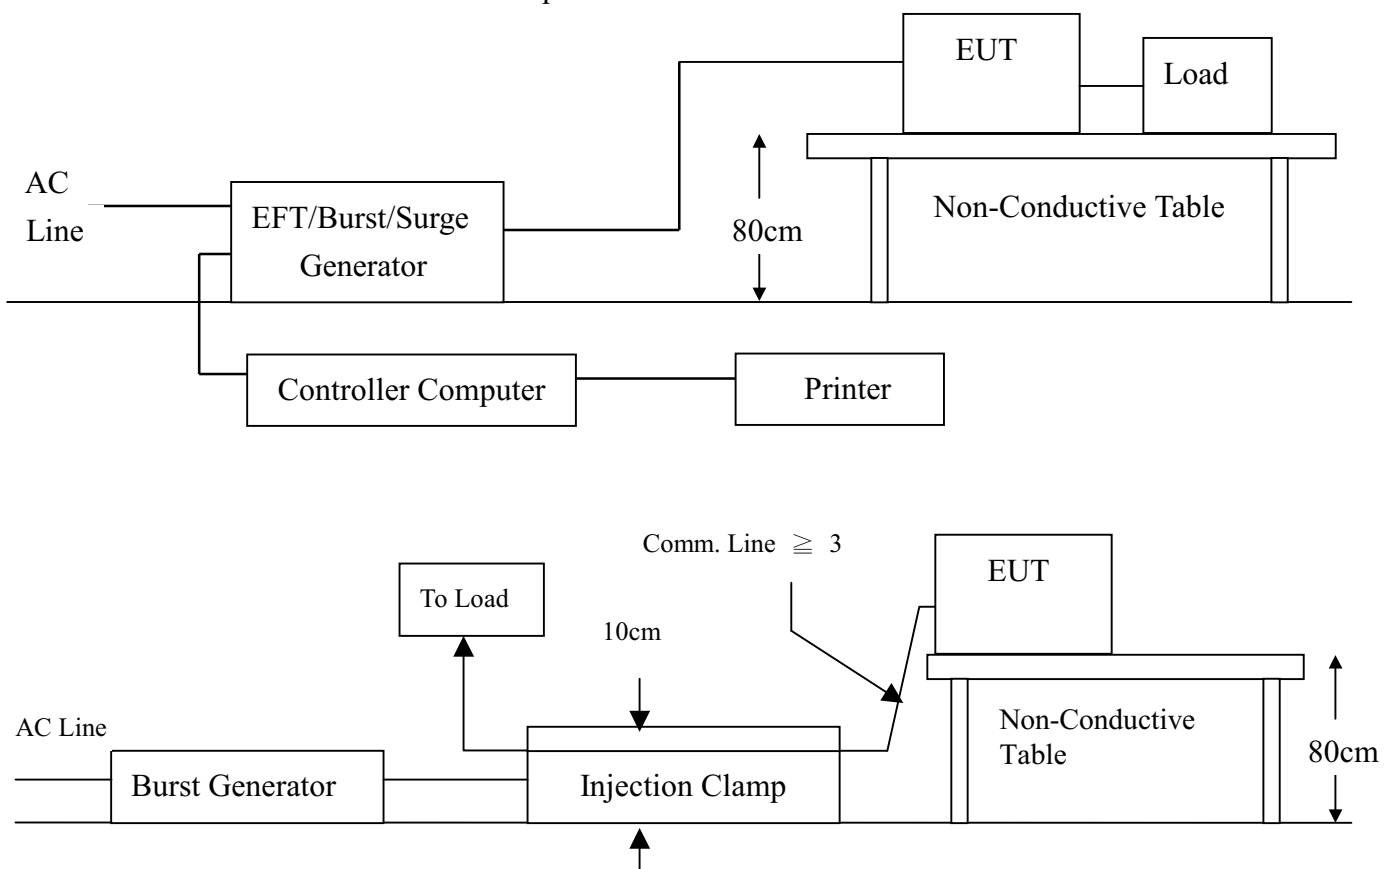 EUT
Load
AC
Line
EFT/Burst/Surge
Generator
80cm
Non-Conductive Table
Controller Computer
Printer
Comm. Line ≧ 3
EUT
To Load
10cm
AC Line
Burst Generator
Injection Clamp
Non-Conductive
Table
80cm